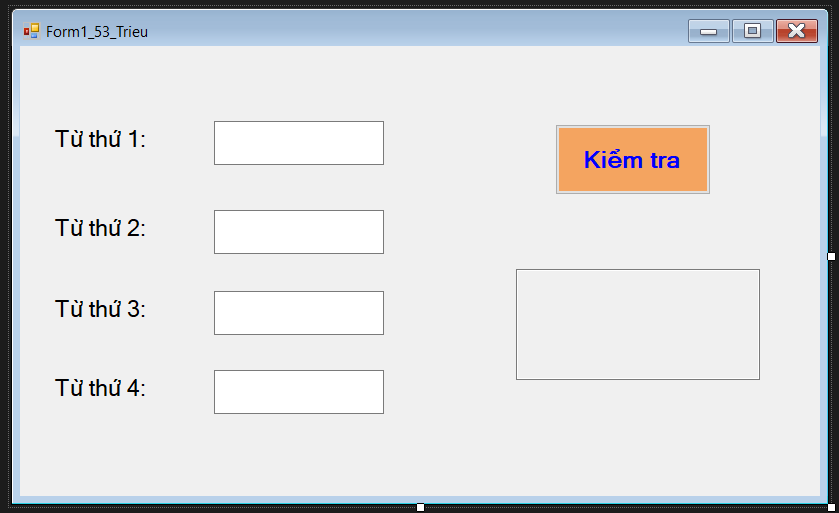 Form1_53_Trieu
Từ thứ 1:
Kiểm tra
Từ thứ 2:
Từ thứ 3:
Từ thứ 4: